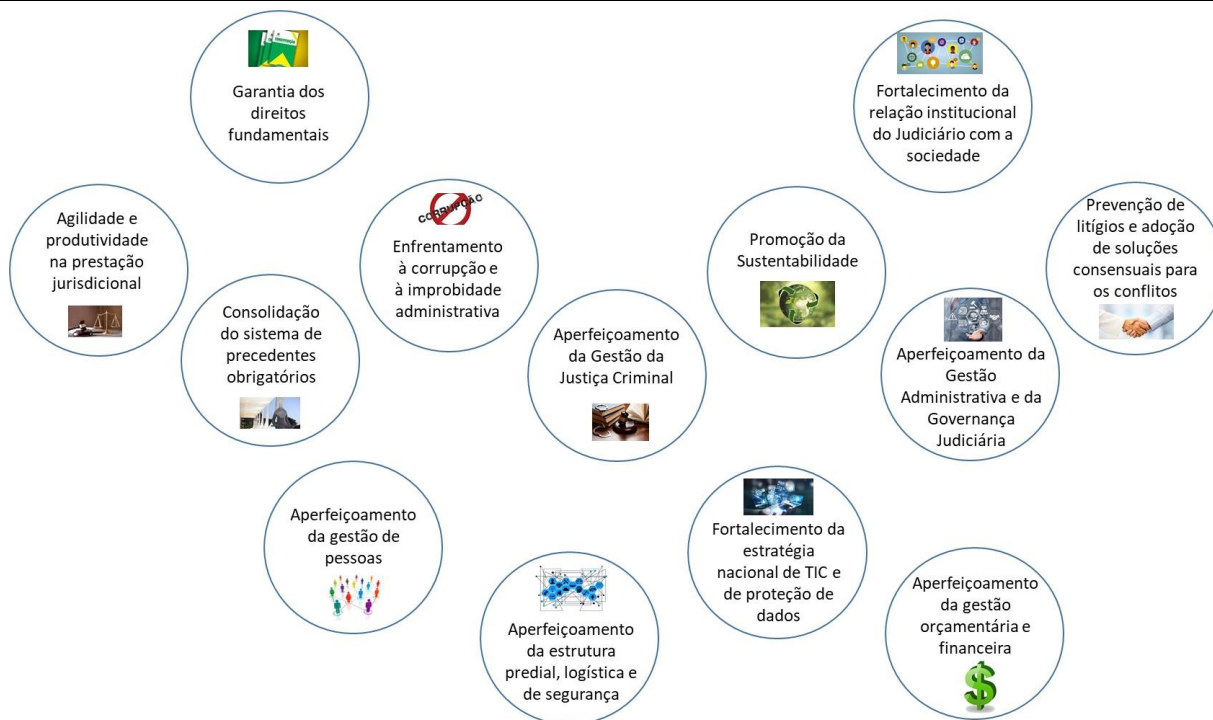 Garantia dos
direitos
fundamentais
Fortalecimento da
relação institucional
do Judiciário com a
sociedade
Agilidade e
produtividade
na prestação
jurisdicional
CORRUPÇÃO
Enfrentamento
à corrupção e
à improbidade
administrativa
Promoção da
Sustentabilidade
Prevenção de
litígios e adoção
de soluções
consensuais para
os conflitos
Consolidação
do sistema de
precedentes
obrigatórios
Aperfeiçoamento
da Gestão da
Justiça Criminal
Aperfeiçoamento da
Gestão
Administrativa e da
Governança
Judiciária
Aperfeiçoamento
da gestão de
pessoas
Aperfeiçoamento
da estrutura
predial, logística e
de segurança
Fortalecimento da
estratégia
nacional de TIC e
de proteção de
dados
Aperfeiçoamento
da gestão
orçamentária e
financeira
$